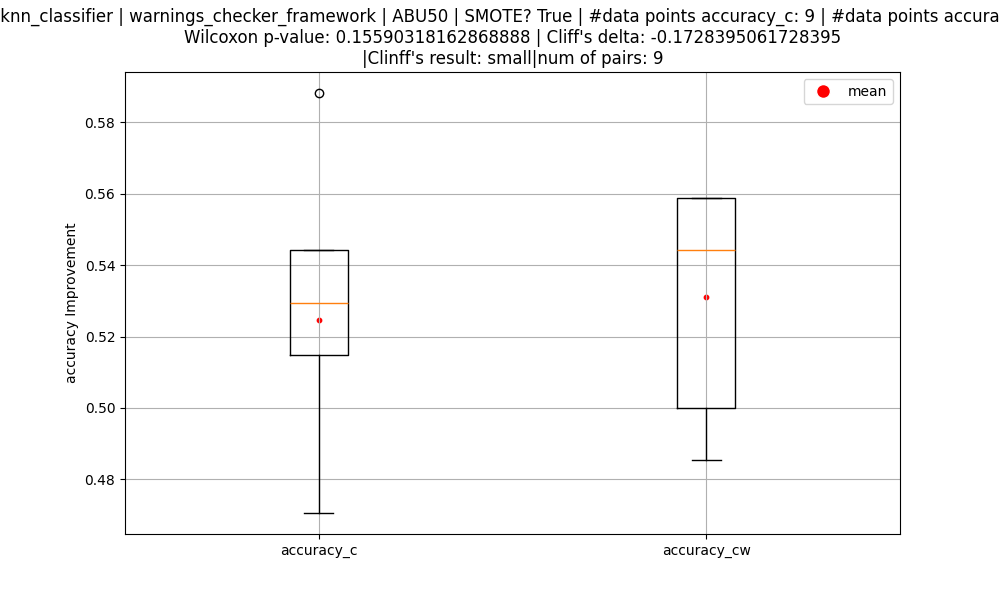 knn_classifier | warnings_checker_framework | ABU50 | SMOTE? True | #data points accuracy_c: 9 | #data points accura
Wilcoxon p-value: 0.15590318162868888 | Cliff's delta: -0.1728395061728395
|Clinff's result: small|num of pairs: 9
mean
0.58
0.56
0.54
0.52
0.50
0.48
accuracy Improvement
accuracy_c
accuracy_cw